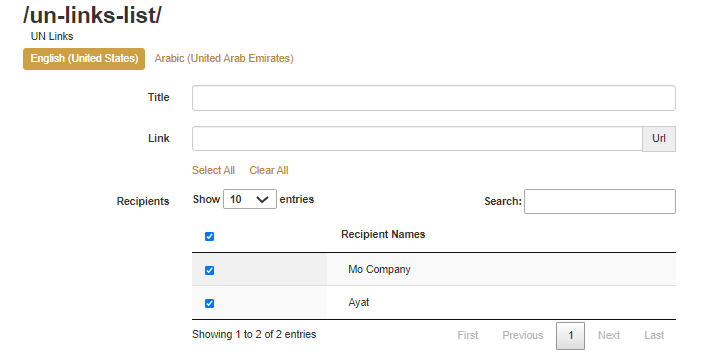 /un-links-list/
UN Links
English (United States) Arabic (United Arab Emirates)
Title
Link Url
Select All Clear All
Recipients Show 10 entries Search:
Recipient Names
Mo Company
Ayat
Showing 1 to 2 of 2 entries First Previous 1 Next Last